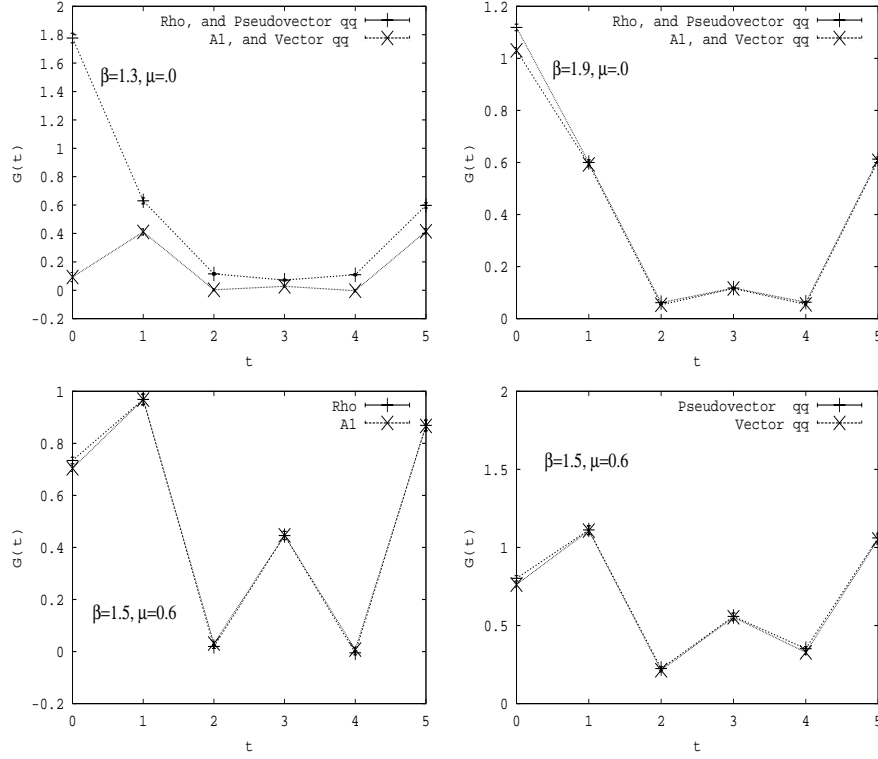 2
1.8
1.6
1.4
1.2
1
0.8
0.6
0.4
0.2
0
-0.2
G(t)
0 1 2 3 4 5
t
Rho, and Pseudovector qq
A1, and Vector qq
β=1.3, μ=.0
1.2
1
0.8
0.6
0.4
0.2
0
G(t)
0 1 2 3 4 5
t
Rho, and Pseudovector qq
A1, and Vector qq
β=1.9, μ=.0
1
0.8
0.6
0.4
0.2
0
-0.2
G(t)
0 1 2 3 4 5
t
Rho
A1
β=1.5, μ=0.6
2
1.5
1
0.5
0
G(t)
0 1 2 3 4 5
t
Pseudovector qq
Vector qq
β=1.5, μ=0.6